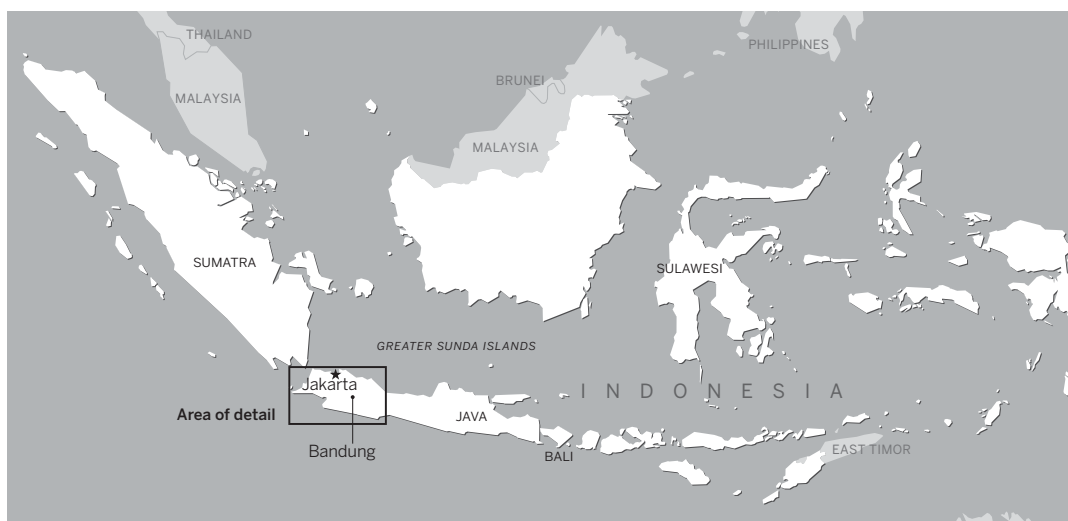 THAILAND
PHILIPPINES
BRUNEI
MALAYSIA
MALAYSIA
SUMATRA
SULAWESI
GREATER SUNDA ISLANDS
Jakarta
INDONESIA
Area of detail
JAVA
Bandung
BALI
EAST TIMOR